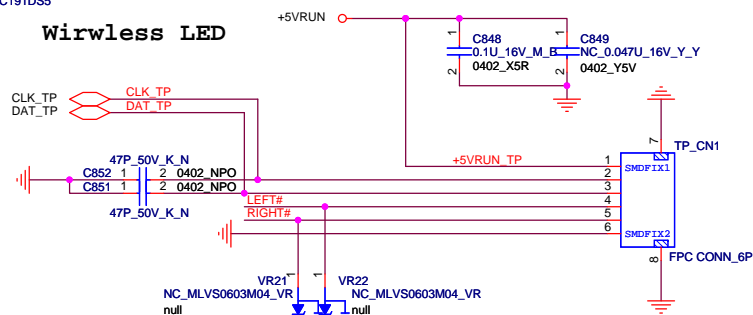 Wirwless LED
+5VRUN
1 C848
0.1U_16V_M_B
2 0402_X5R
1 C849
NC_0.047U_16V_Y_Y
2 0402_Y5V
CLK_TP CLK_TP
DAT_TP DAT_TP
47P_50V_K_N
C852 1 2 0402_NPO
C851 1 2 0402_NPO
47P_50V_K_N
+5VRUN_TP
LEFT#
RIGHT#
1
2
3
4
5
6
7
TP_CN1
SMDFIX1
SMDFIX2
8
FPC CONN_6P
VR21 1
NC_MLVS0603M04_VR
null
1 VR22
NC_MLVS0603M04_VR
null